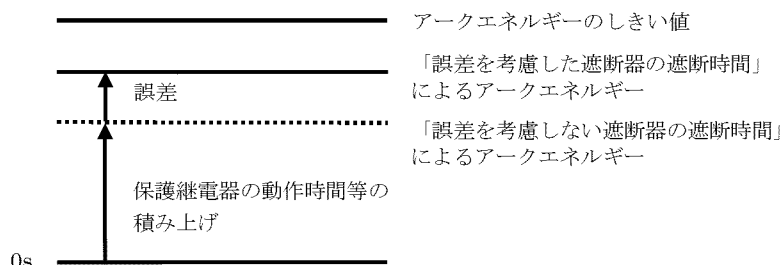 アークエネルギーのしきい値
「誤差を考慮した遮断器の遮断時間」
によるアークエネルギー
誤差
「誤差を考慮しない遮断器の遮断時間」
によるアークエネルギー
保護継電器の動作時間等の
積み上げ
0s